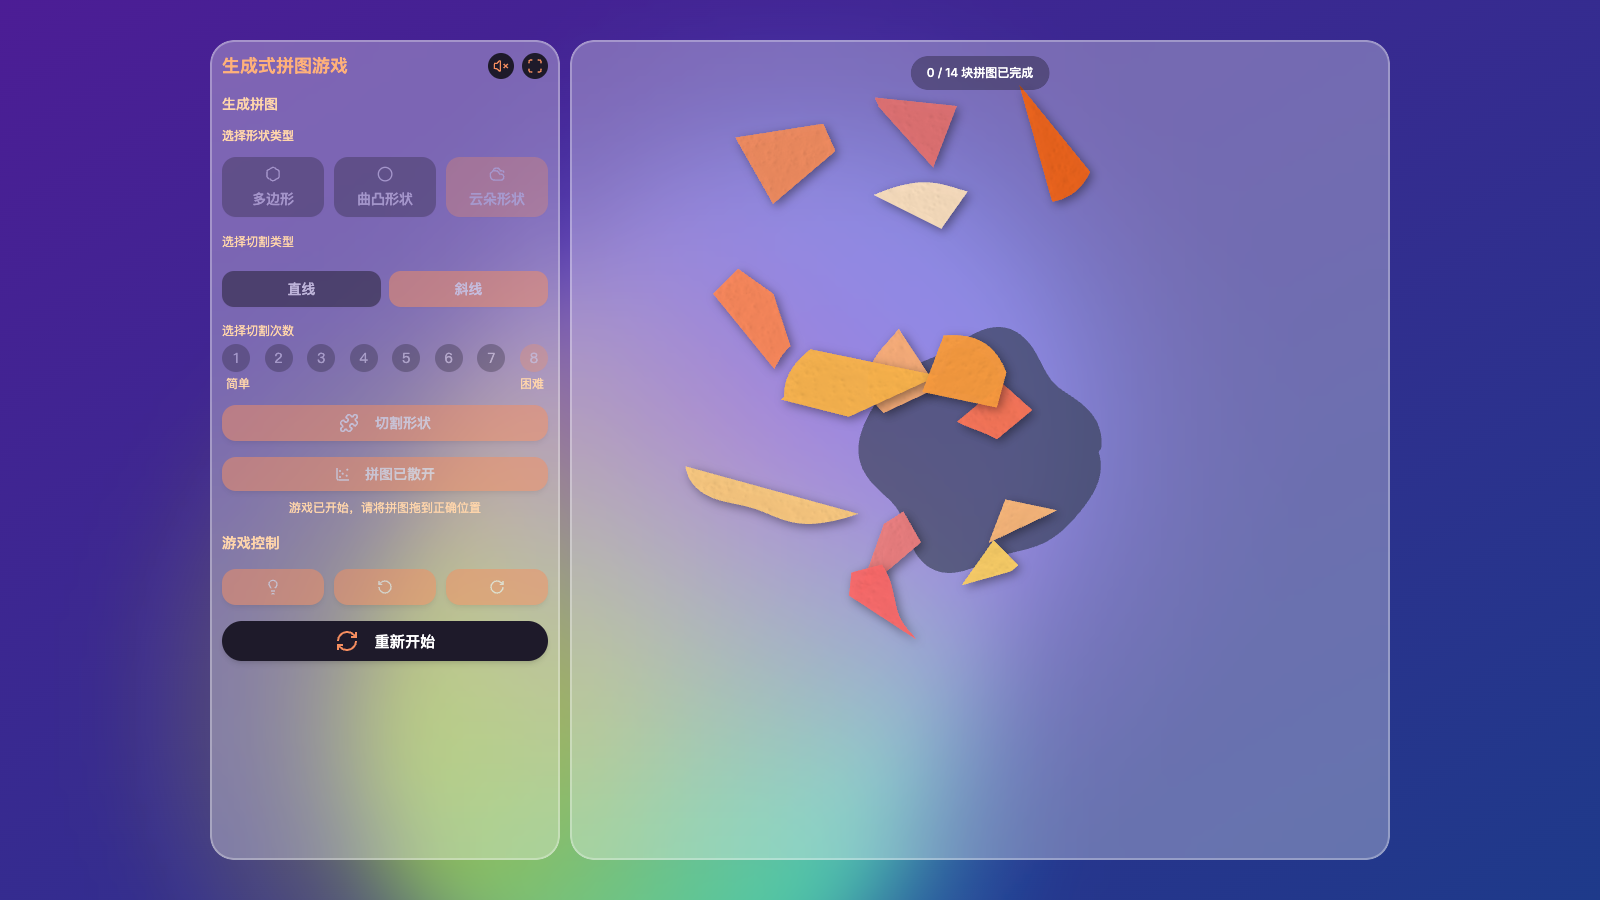 生成式拼图游戏
生成拼图
选择形状类型
多边形
曲凸形状
云朵形状
选择切割类型
直线
斜线
选择切割次数
1 2 3 4 5 6 7 8
简单
困难
切割形状
拼图已散开
游戏已开始，请将拼图拖到正确位置
游戏控制
重新开始
0 / 14 块拼图已完成